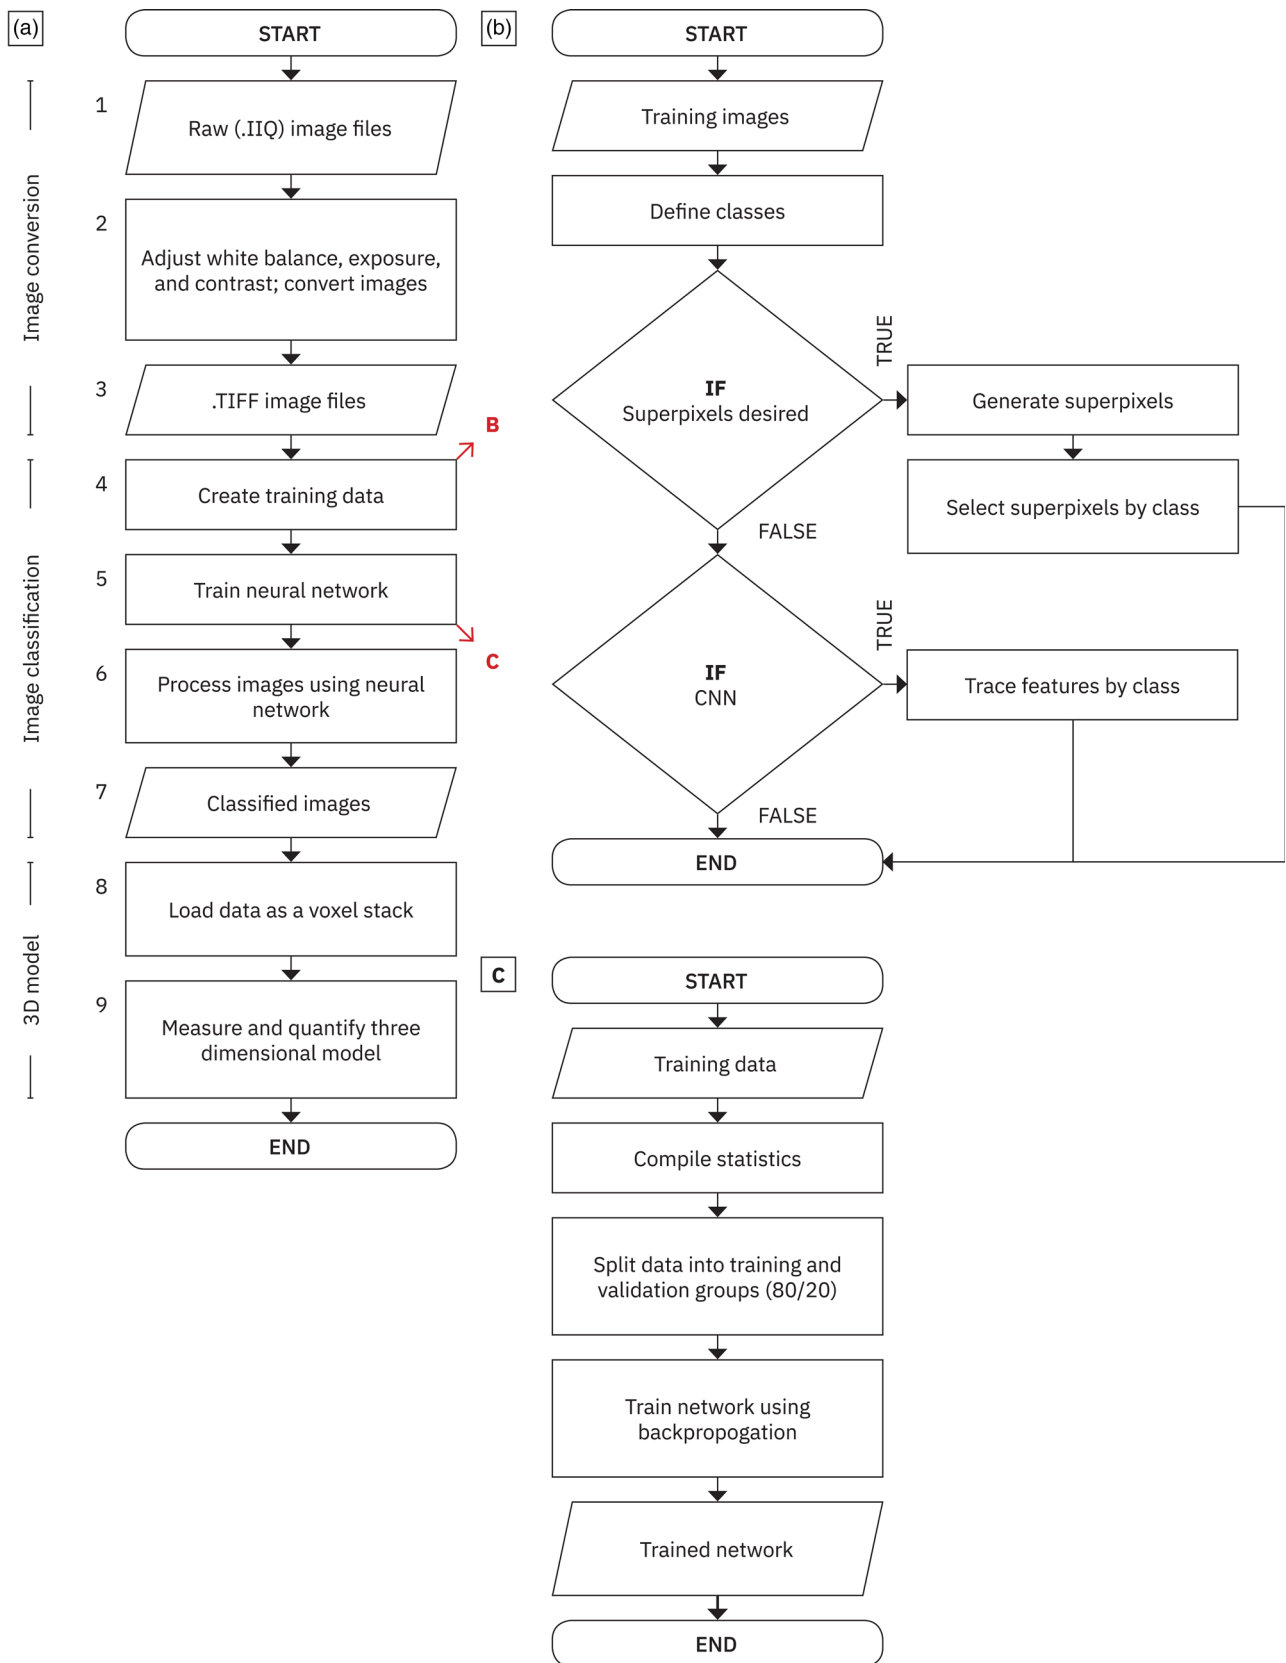 (a)
START
Image conversion
1
Raw (.IIQ) image files
2
Adjust white balance, exposure,
and contrast; convert images
3
.TIFF image files
B
Image classification
4
Create training data
5
Train neural network
C
6
Process images using neural
network
7
Classified images
3D model
8
Load data as a voxel stack
9
Measure and quantify three
dimensional model
END
(b)
START
Training images
Define classes
IF
Superpixels desired
TRUE
Generate superpixels
Select superpixels by class
FALSE
IF
CNN
TRUE
Trace features by class
FALSE
END
C
START
Training data
Compile statistics
Split data into training and
validation groups (80/20)
Train network using
backpropogation
Trained network
END